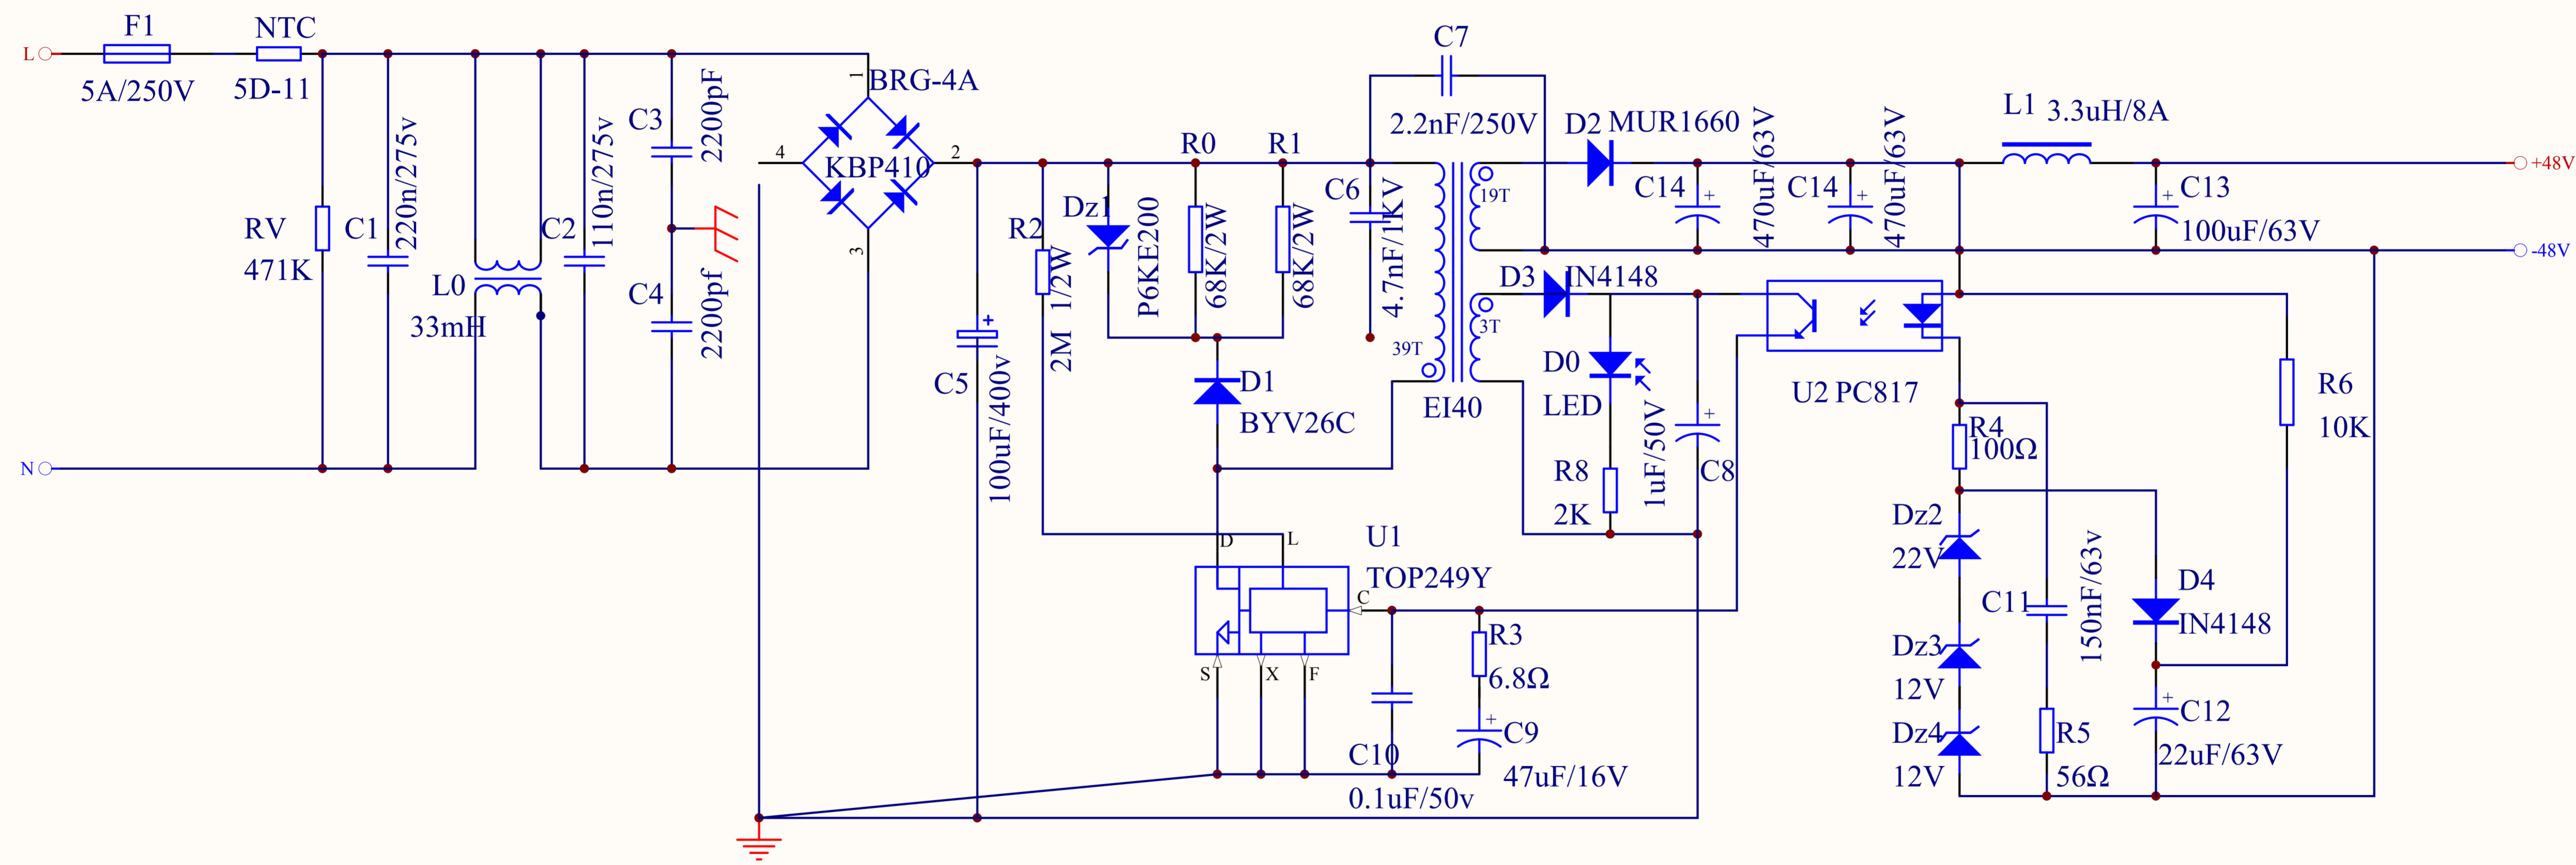 F1
NTC
L
5A/250V
5D-11
RV
471K
C1
220n/275v
L0
33mH
C2
110n/275v
C3
2200pF
C4
2200pf
N
1
BRG-4A
4
KBP410
2
3
C5
100uF/400v
R2
2M 1/2W
Dz1
P6KE200
R0
68K/2W
R1
68K/2W
D1
BYV26C
C6
4.7nF/1KV
C7
2.2nF/250V
39T
19T
3T
EI40
D2 MUR1660
C14
470uF/63V
C14
470uF/63V
L1 3.3uH/8A
+48V
C13
100uF/63V
-48V
D3 IN4148
D0
LED
R8
2K
1uF/50V
C8
U2 PC817
R6
10K
R4
100Ω
Dz2
22V
Dz3
12V
Dz4
12V
C11
150nF/63v
R5
56Ω
D4
IN4148
C12
22uF/63V
D
L
U1
TOP249Y
C
S
X
F
R3
6.8Ω
C9
47uF/16V
C10
0.1uF/50v